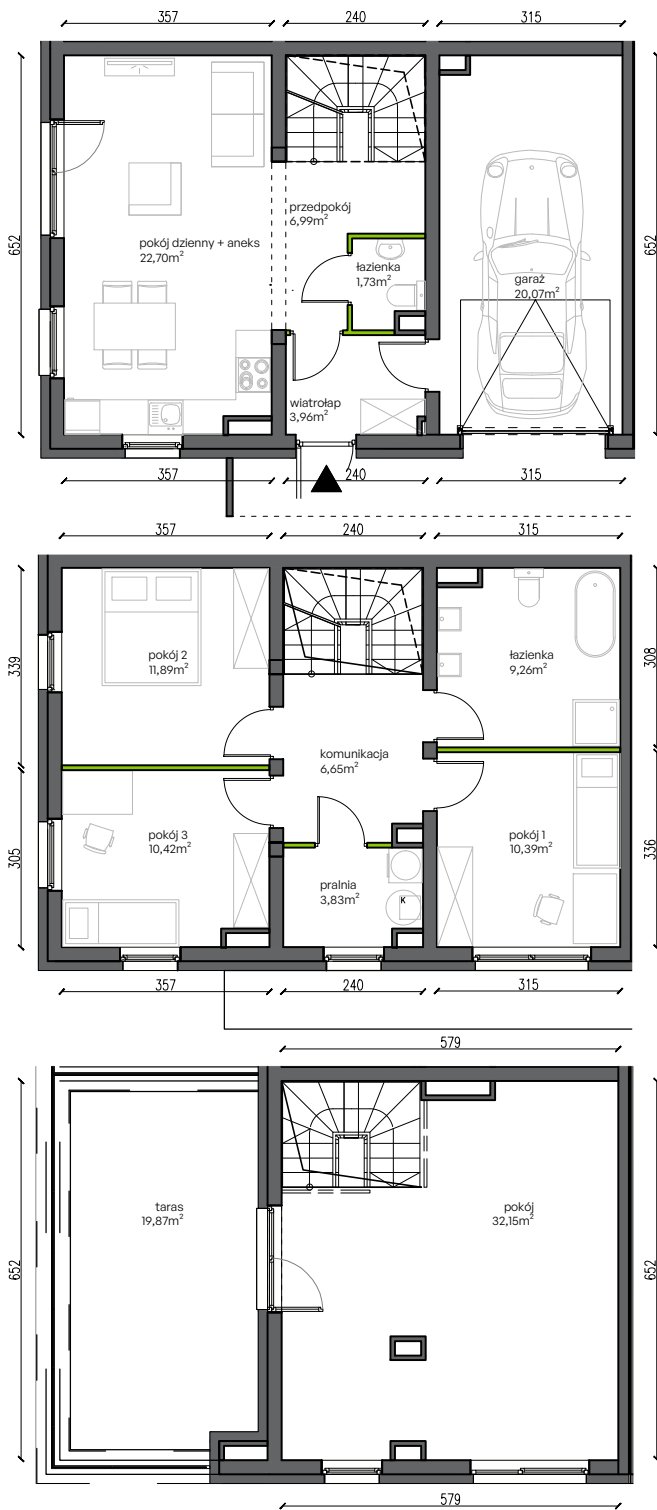 357
240
315
652
652
przedpokój
6,99m²
pokój dzienny + aneks
22,70m²
łazienka
1,73m²
garaż
20,07m²
wiatrołap
3,96m²
357
240
315
357
240
315
339
308
pokój 2
11,89m²
łazienka
9,26m²
komunikacja
6,65m²
305
336
pokój 3
10,42m²
pokój 1
10,39m²
pralnia
3,83m²
K
357
240
315
579
taras
19,87m²
pokój
32,15m²
652
652
579